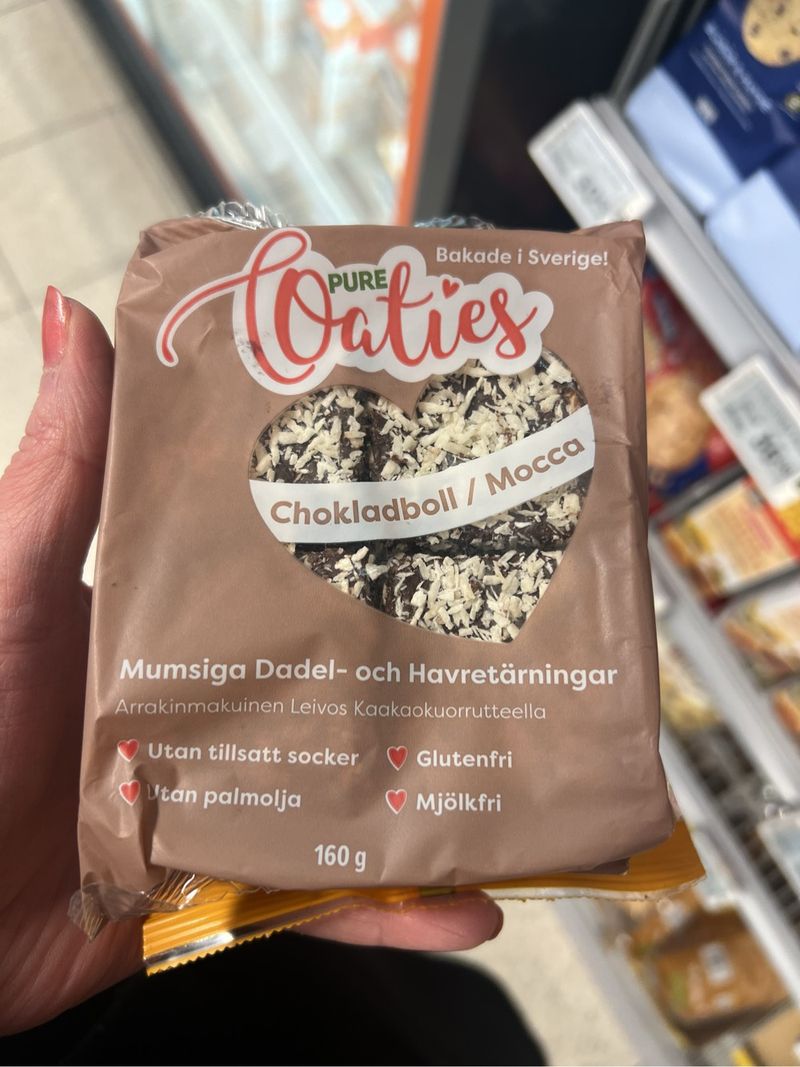 Bakade i Sverige!
PURE
Oaties
Chokladboll / Mocca
Mumsiga Dadel- och Havretärningar
Arrakinmakuinen Leivos Kaakaokuorrutteella
Utan tillsatt socker
Glutenfri
Utan palmolja
Mjölkfri
160 g